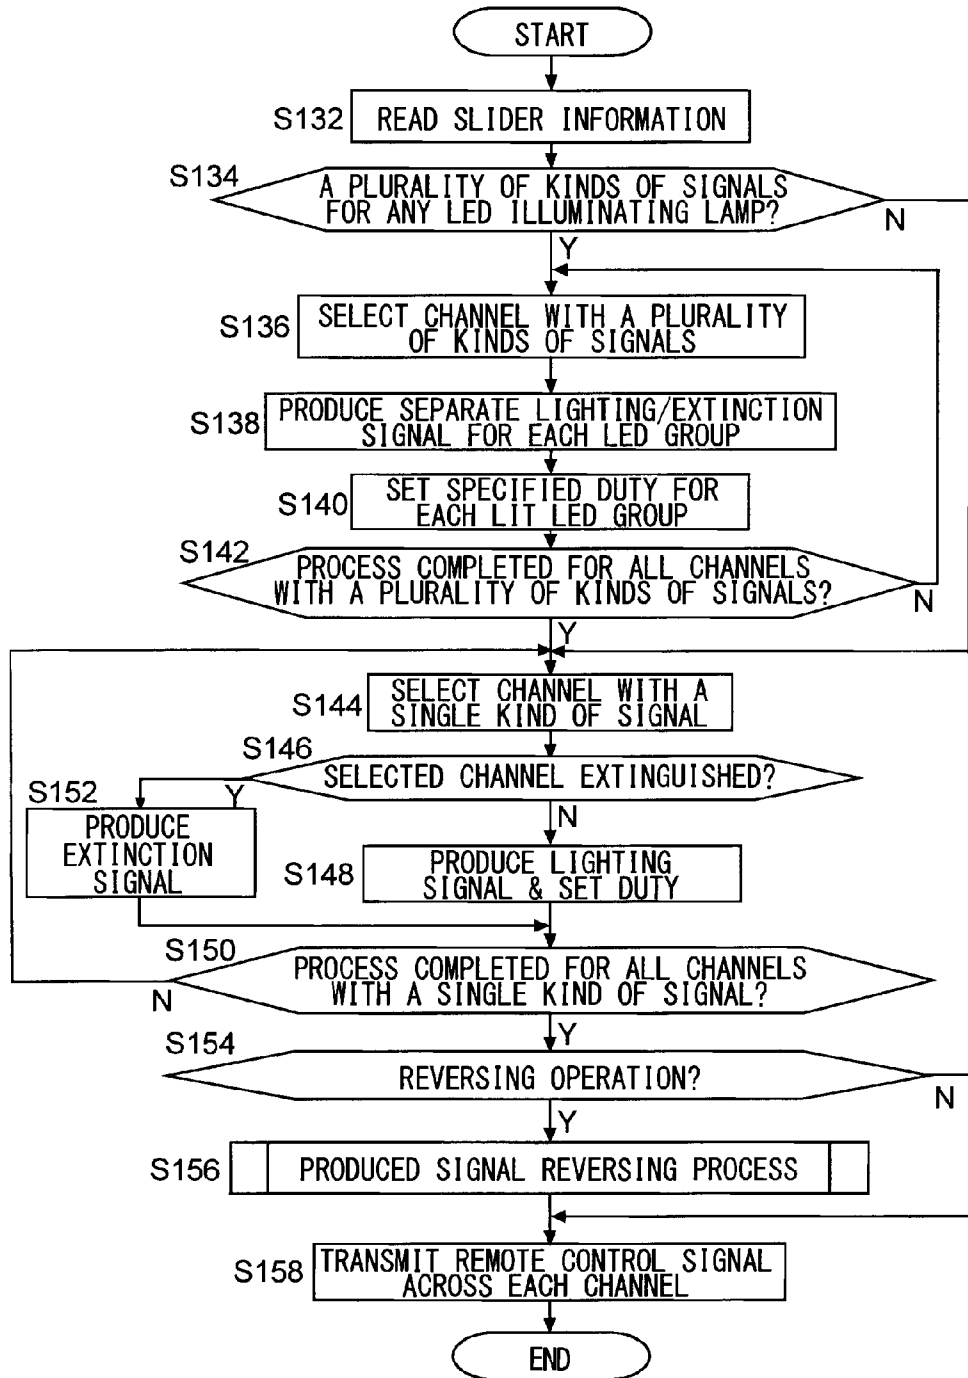 START
S132
READ SLIDER INFORMATION
S134
A PLURALITY OF KINDS OF SIGNALS
FOR ANY LED ILLUMINATING LAMP?
N
Y
S136
SELECT CHANNEL WITH A PLURALITY
OF KINDS OF SIGNALS
S138
PRODUCE SEPARATE LIGHTING/EXTINCTION
SIGNAL FOR EACH LED GROUP
S140
SET SPECIFIED DUTY FOR
EACH LIT LED GROUP
S142
PROCESS COMPLETED FOR ALL CHANNELS
WITH A PLURALITY OF KINDS OF SIGNALS?
N
Y
S144
SELECT CHANNEL WITH A
SINGLE KIND OF SIGNAL
S146
SELECTED CHANNEL EXTINGUISHED?
Y
N
S152
PRODUCE
EXTINCTION
SIGNAL
S148
PRODUCE LIGHTING
SIGNAL & SET DUTY
S150
PROCESS COMPLETED FOR ALL CHANNELS
WITH A SINGLE KIND OF SIGNAL?
N
Y
S154
REVERSING OPERATION?
N
Y
S156
PRODUCED SIGNAL REVERSING PROCESS
S158
TRANSMIT REMOTE CONTROL SIGNAL
ACROSS EACH CHANNEL
END